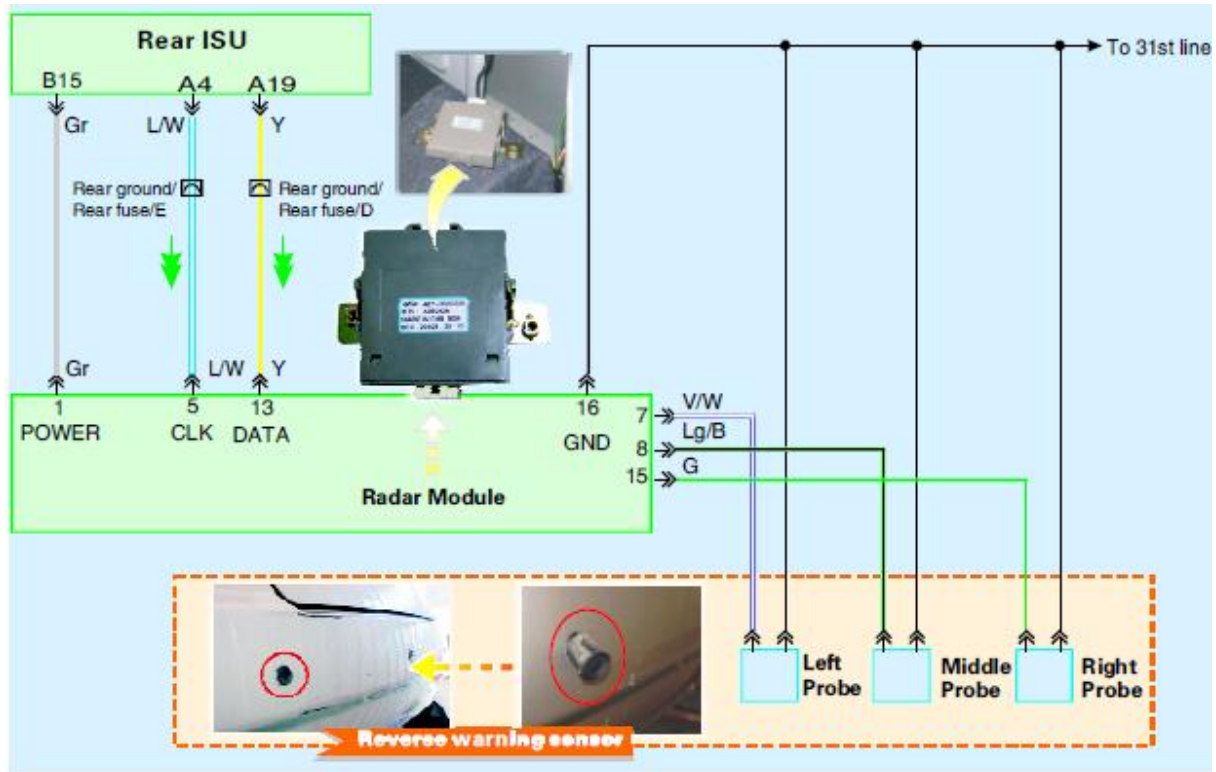 Rear ISU
B15
A4
A19
To 31st line
Gr
L/W
Y
Rear ground/
Rear fuse/E
Rear ground/
Rear fuse/D
Gr
L/W
Y
1
5
13
16
POWER
CLK
DATA
GND
Radar Module
7
V/W
8
Lg/B
15
G
Left
Probe
Middle
Probe
Right
Probe
Reverse warning sensor